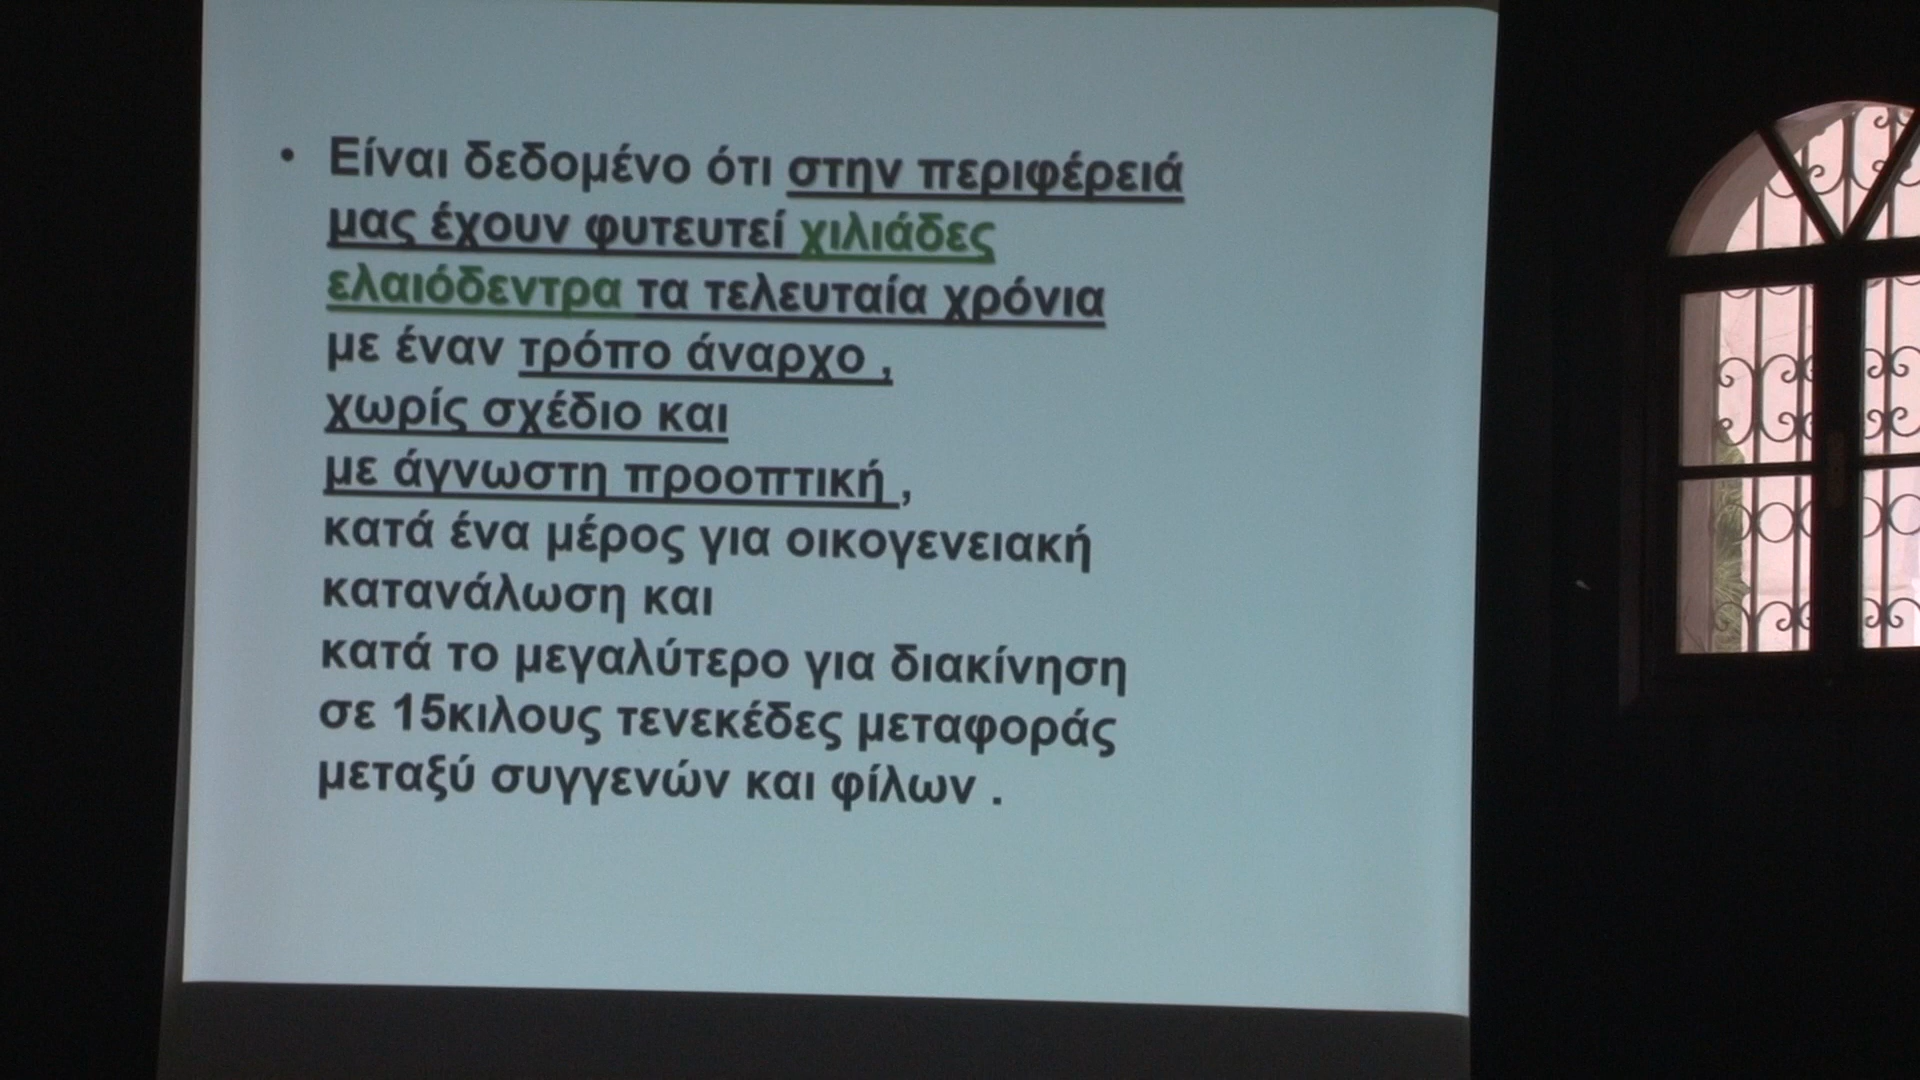 • Είναι δεδομένο ότι στην περιφέρειά
μας έχουν φυτευτεί χιλιάδες
ελαιόδεντρα τα τελευταία χρόνια
με έναν τρόπο άναρχο ,
χωρίς σχέδιο και
με άγνωστη προοπτική ,
κατά ένα μέρος για οικογενειακή
κατανάλωση και
κατά το μεγαλύτερο για διακίνηση
σε 15κιλους τενεκέδες μεταφοράς
μεταξύ συγγενών και φίλων .